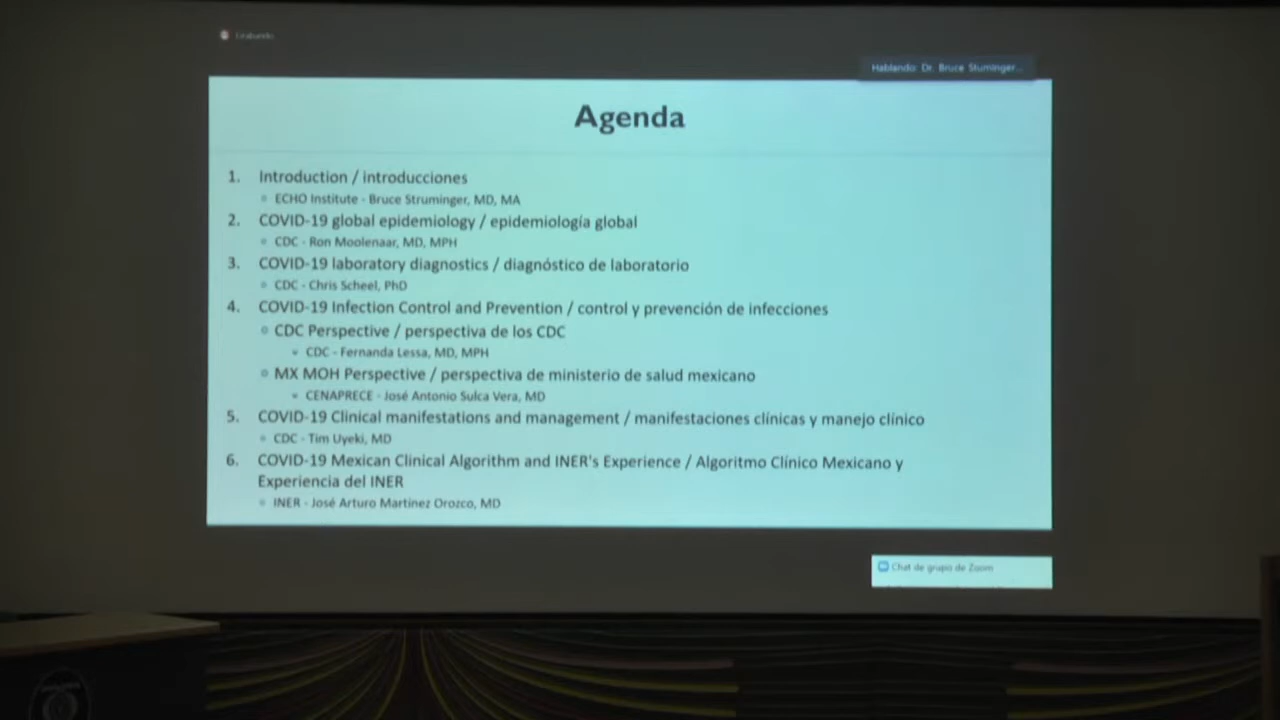 Grabando
Hablando: Dr. Bruce Stuminger...
Agenda
1. Introduction / introducciones
ECHO Institute - Bruce Struminger, MD, MA
2. COVID-19 global epidemiology / epidemiología global
CDC - Ron Moolenaar, MD, MPH
3. COVID-19 laboratory diagnostics / diagnóstico de laboratorio
CDC - Chris Scheel, PhD
4. COVID-19 Infection Control and Prevention / control y prevención de infecciones
CDC Perspective / perspectiva de los CDC
CDC - Fernanda Lessa, MD, MPH
MX MOH Perspective / perspectiva de ministerio de salud mexicano
CENAPRECE - José Antonio Sulca Vera, MD
5. COVID-19 Clinical manifestations and management / manifestaciones clínicas y manejo clínico
CDC - Tim Uyeki, MD
6. COVID-19 Mexican Clinical Algorithm and INER's Experience / Algoritmo Clínico Mexicano y
Experiencia del INER
INER - José Arturo Martínez Orozco, MD
Chat de grupo de Zoom